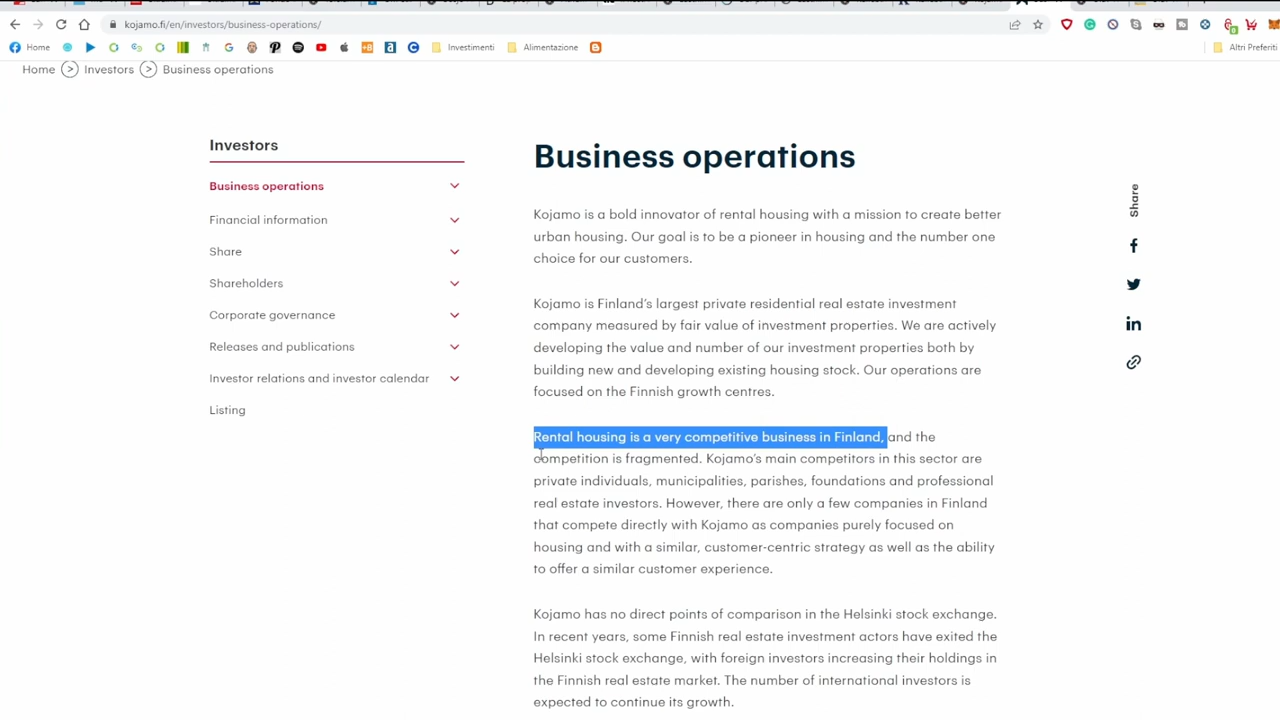 kojamo.fi/en/investors/business-operations/
Home
Investimenti
Alimentazione
Altri Preferiti
Home > Investors > Business operations
Investors
Business operations
Financial information
Share
Shareholders
Corporate governance
Releases and publications
Investor relations and investor calendar
Listing
Business operations
Kojamo is a bold innovator of rental housing with a mission to create better
urban housing. Our goal is to be a pioneer in housing and the number one
choice for our customers.
Kojamo is Finland's largest private residential real estate investment
company measured by fair value of investment properties. We are actively
developing the value and number of our investment properties both by
building new and developing existing housing stock. Our operations are
focused on the Finnish growth centres.
Rental housing is a very competitive business in Finland, and the
competition is fragmented. Kojamo's main competitors in this sector are
private individuals, municipalities, parishes, foundations and professional
real estate investors. However, there are only a few companies in Finland
that compete directly with Kojamo as companies purely focused on
housing and with a similar, customer-centric strategy as well as the ability
to offer a similar customer experience.
Kojamo has no direct points of comparison in the Helsinki stock exchange.
In recent years, some Finnish real estate investment actors have exited the
Helsinki stock exchange, with foreign investors increasing their holdings in
the Finnish real estate market. The number of international investors is
expected to continue its growth.
Share